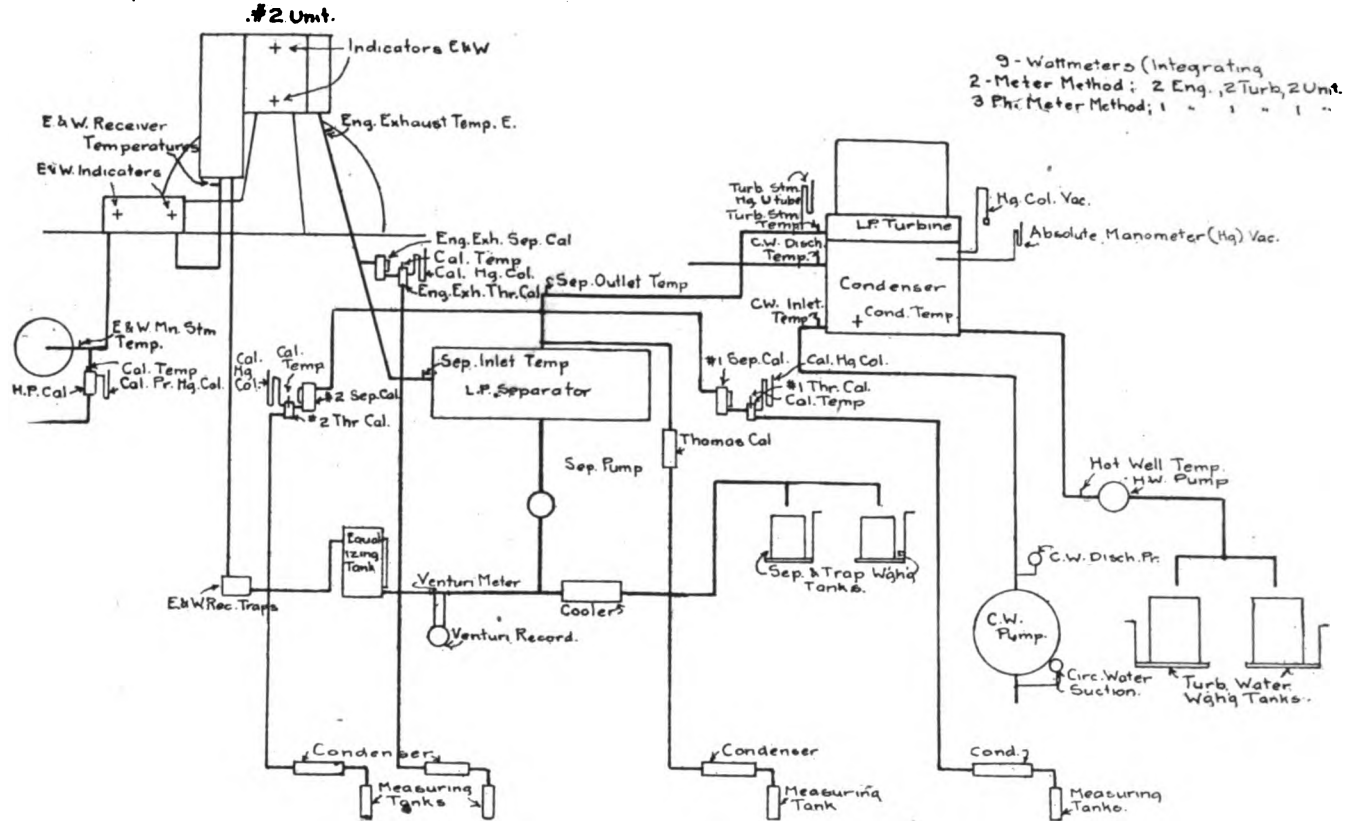 .#2 Unit.
Indicators E&W
9-Wattmeters (Integrating
2-Meter Method; 2 Eng., 2 Turb, 2 Unit.
3 Ph. Meter Method; 1 " 1 " 1 "
E.& W. Receiver
Temperatures
Eng. Exhaust Temp. E.
E&W. Indicators
Turb. Stm.
Hg. U tube
Turb. Stm.
Temp.
C.W. Disch.
Temp.
L.P. Turbine
Hg. Col. Vac.
Absolute Manometer (Hg) Vac.
Eng. Exh. Sep. Cal
Cal. Temp
Cal. Hg. Col.
Eng. Exh. Thr. Cal
Sep. Outlet Temp
Condenser
C.W. Inlet.
Temp
Cond. Temp.
E&W. Mn. Stm
Temp.
Cal. Temp
Cal. Pr. Hg. Col.
H.P. Cal
Cal.
Hg
Col.
Cal.
Temp
#2 Sep. Cal
#2 Thr Cal.
Sep. Inlet Temp
L.P. Separator
#1 Sep. Cal.
Cal. Hg Col.
#1 Thr. Cal.
Cal. Temp
Thomas Cal
Sep. Pump
Hot Well Temp.
H.W. Pump
Equal
izing
Tank
E&W Rec. Traps
Venturi Meter
Venturi Record.
Cooler
Sep. & Trap Wghg
Tanks.
C.W. Disch. Pr.
C.W.
Pump.
Circ. Water
Suction.
Turb. Water
Wghg Tanks.
Condenser
Measuring
Tanks
Condenser
Measuring
Tank
Cond.
Measuring
Tanks.